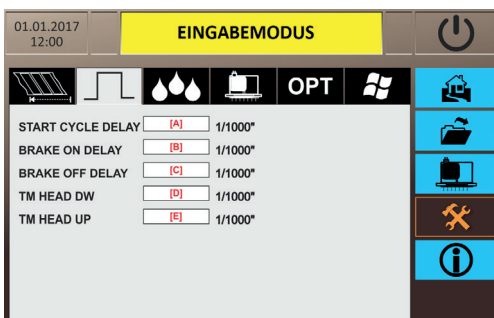 01.01.2017
12:00
EINGABEMODUS
OPT
START CYCLE DELAY [A] 1/1000"
BRAKE ON DELAY [B] 1/1000"
BRAKE OFF DELAY [C] 1/1000"
TM HEAD DW [D] 1/1000"
TM HEAD UP [E] 1/1000"